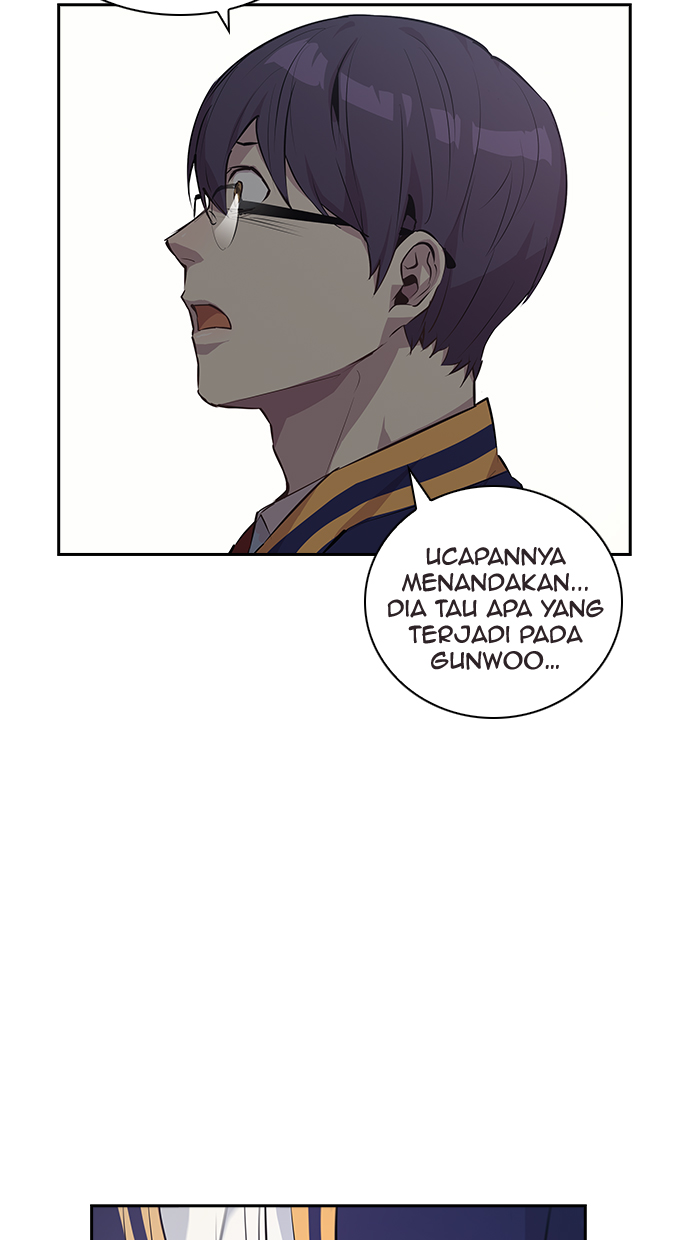 UCAPANNYA
MENANDAKAN...
DIA TAU APA YANG
TERJADI PADA
GUNWOO...